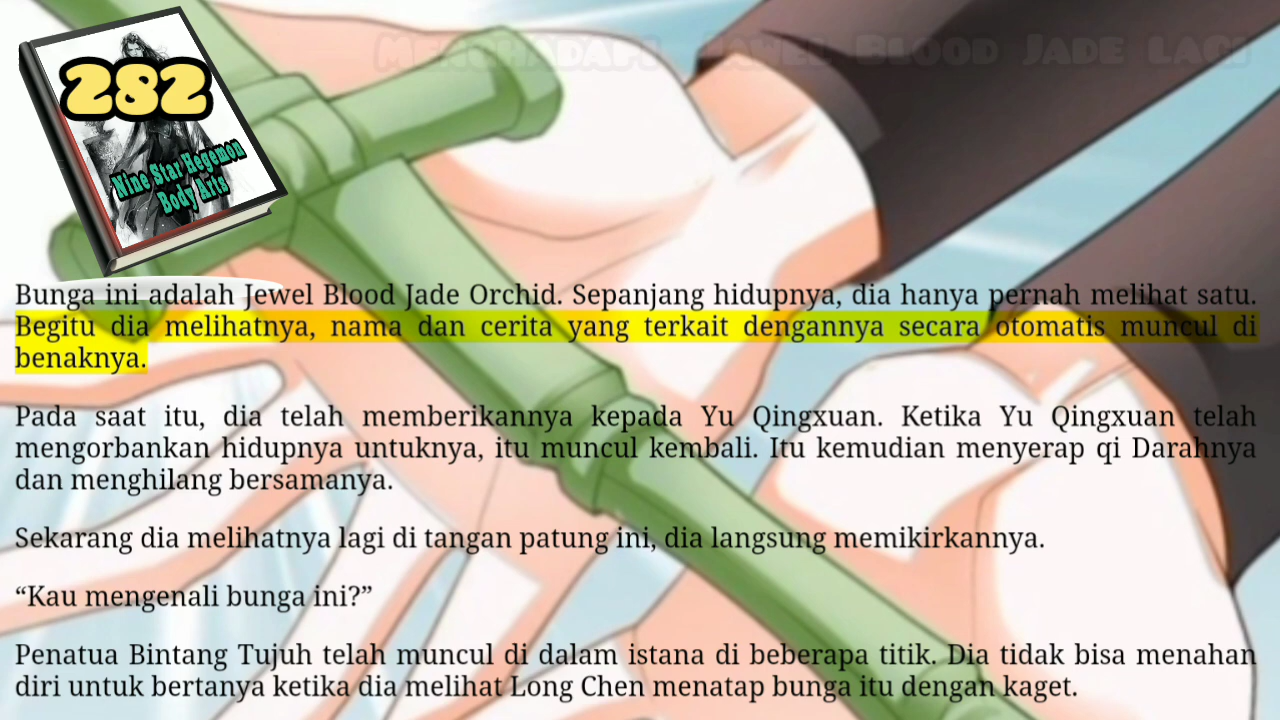 MENGHADAPI JEWEL BLOOD JADE LAGI
282
Nine Star Hegemon
Body Arts
Bunga ini adalah Jewel Blood Jade Orchid. Sepanjang hidupnya, dia hanya pernah melihat satu.
Begitu dia melihatnya, nama dan cerita yang terkait dengannya secara otomatis muncul di
benaknya.
Pada saat itu, dia telah memberikannya kepada Yu Qingxuan. Ketika Yu Qingxuan telah
mengorbankan hidupnya untuknya, itu muncul kembali. Itu kemudian menyerap qi Darahnya
dan menghilang bersamanya.
Sekarang dia melihatnya lagi di tangan patung ini, dia langsung memikirkannya.
“Kau mengenali bunga ini?”
Penatua Bintang Tujuh telah muncul di dalam istana di beberapa titik. Dia tidak bisa menahan
diri untuk bertanya ketika dia melihat Long Chen menatap bunga itu dengan kaget.